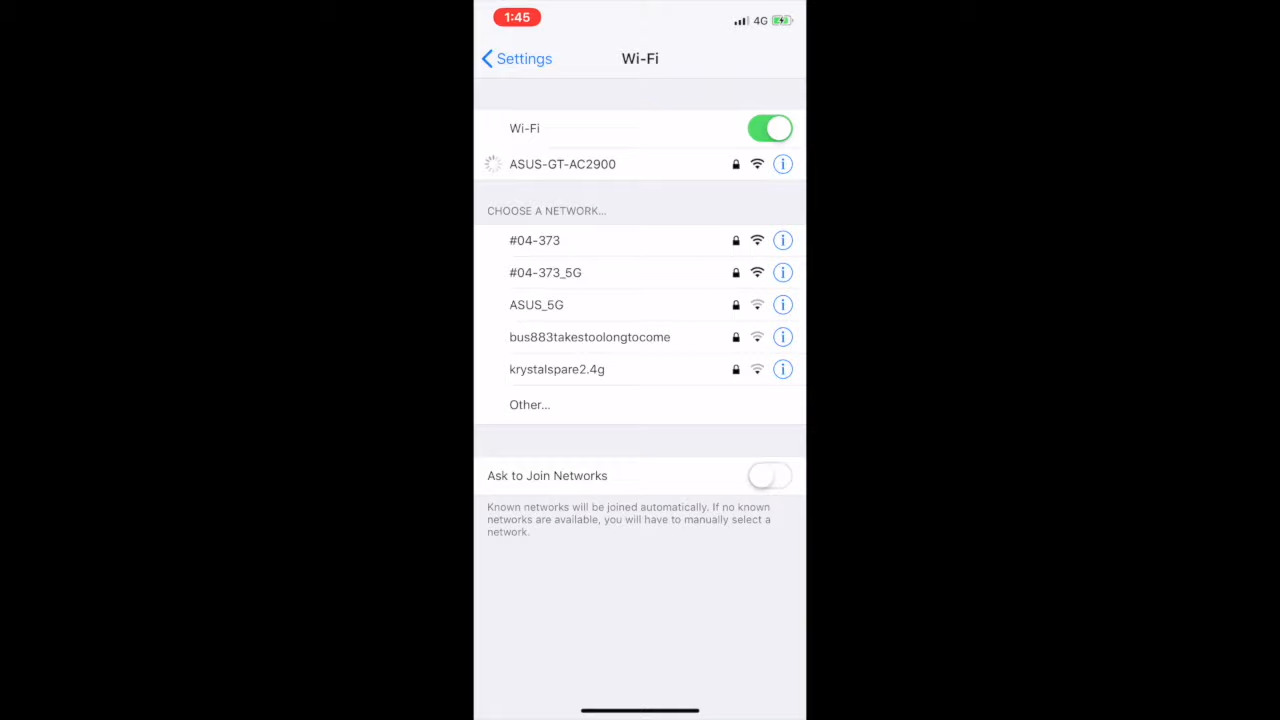 1:45
4G
Settings
Wi-Fi
Wi-Fi
ASUS-GT-AC2900
CHOOSE A NETWORK...
#04-373
#04-373_5G
ASUS_5G
bus883takestoolongtocome
krystalspare2.4g
Other...
Ask to Join Networks
Known networks will be joined automatically. If no known
networks are available, you will have to manually select a
network.